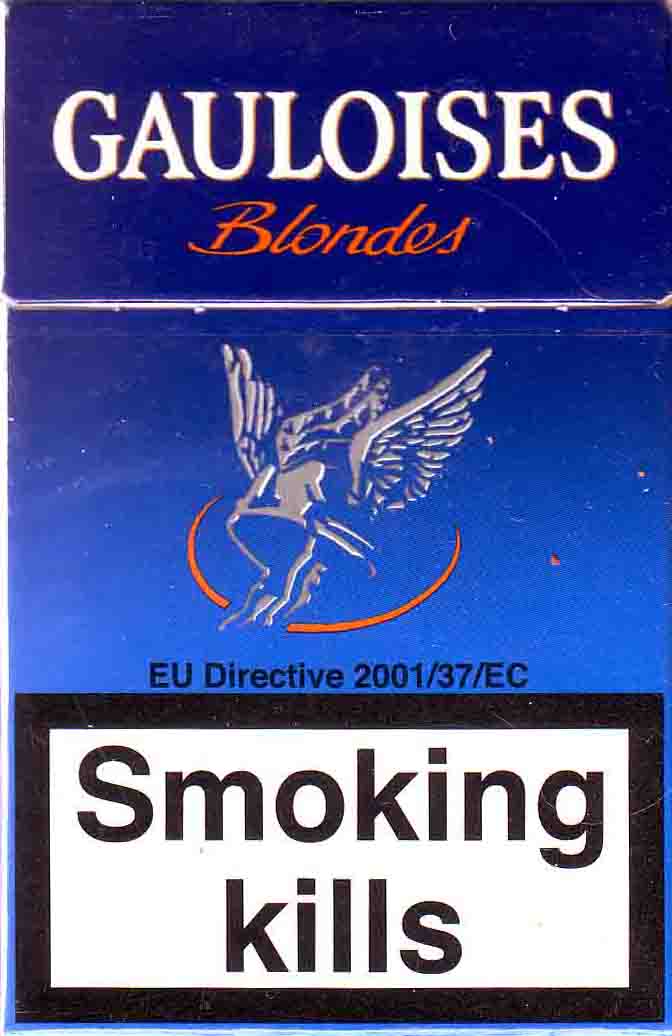 GAULOISES
Blondes
EU Directive 2001/37/EC
Smoking
kills